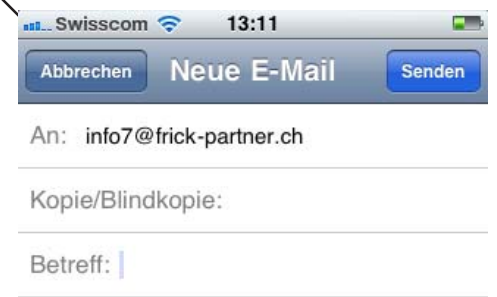 Swisscom 13:11
Abbrechen Neue E-Mail Senden
An: info7@frick-partner.ch
Kopie/Blindkopie:
Betreff: